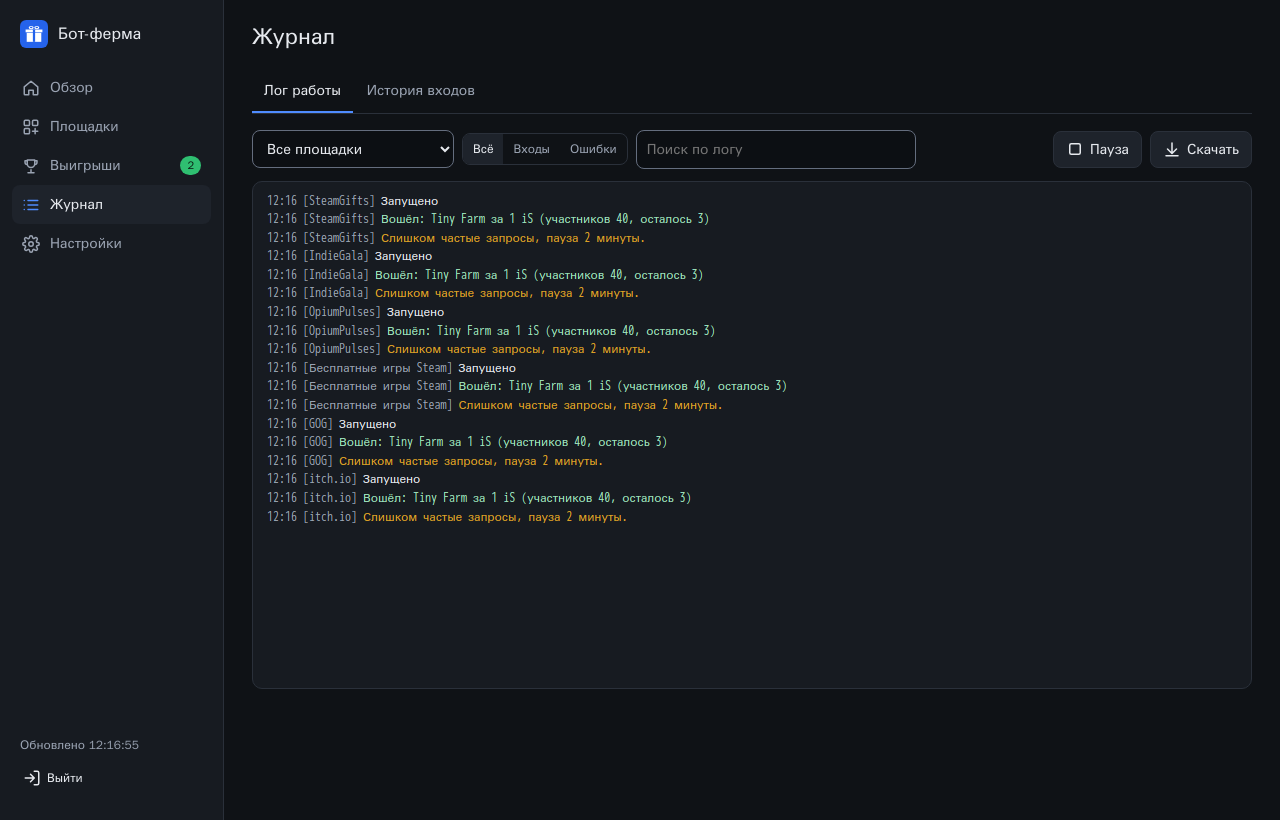 Бот-ферма
Обзор
Площадки
Выигрыши 2
Журнал
Настройки
Обновлено 12:16:55
Выйти
Журнал
Лог работы История входов
Все площадки Всё Входы Ошибки Поиск по логу Пауза Скачать
12:16 [SteamGifts] Запущено
12:16 [SteamGifts] Вошёл: Tiny Farm за 1 iS (участников 40, осталось 3)
12:16 [SteamGifts] Слишком частые запросы, пауза 2 минуты.
12:16 [IndieGala] Запущено
12:16 [IndieGala] Вошёл: Tiny Farm за 1 iS (участников 40, осталось 3)
12:16 [IndieGala] Слишком частые запросы, пауза 2 минуты.
12:16 [OpiumPulses] Запущено
12:16 [OpiumPulses] Вошёл: Tiny Farm за 1 iS (участников 40, осталось 3)
12:16 [OpiumPulses] Слишком частые запросы, пауза 2 минуты.
12:16 [Бесплатные игры Steam] Запущено
12:16 [Бесплатные игры Steam] Вошёл: Tiny Farm за 1 iS (участников 40, осталось 3)
12:16 [Бесплатные игры Steam] Слишком частые запросы, пауза 2 минуты.
12:16 [GOG] Запущено
12:16 [GOG] Вошёл: Tiny Farm за 1 iS (участников 40, осталось 3)
12:16 [GOG] Слишком частые запросы, пауза 2 минуты.
12:16 [itch.io] Запущено
12:16 [itch.io] Вошёл: Tiny Farm за 1 iS (участников 40, осталось 3)
12:16 [itch.io] Слишком частые запросы, пауза 2 минуты.